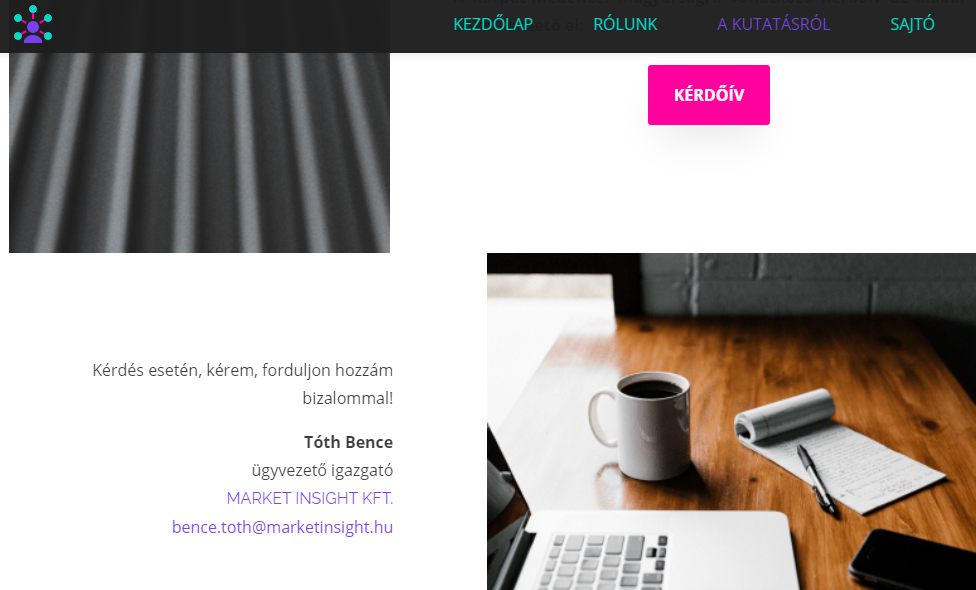 KEZDŐLAP RÓLUNK A KUTATÁSRÓL SAJTÓ
KÉRDŐÍV
Kérdés esetén, kérem, forduljon hozzám
bizalommal!
Tóth Bence
ügyvezető igazgató
MARKET INSIGHT KFT.
bence.toth@marketinsight.hu